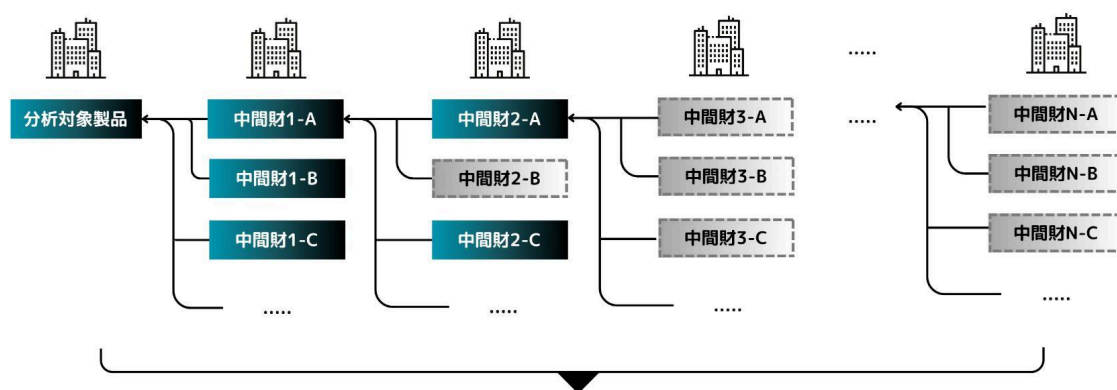 .....
分析対象製品
中間財1-A
中間財2-A
中間財3-A
.....
中間財N-A
中間財1-B
中間財2-B
中間財3-B
中間財N-B
中間財1-C
中間財2-C
中間財3-C
中間財N-C
.....
.....
.....
.....